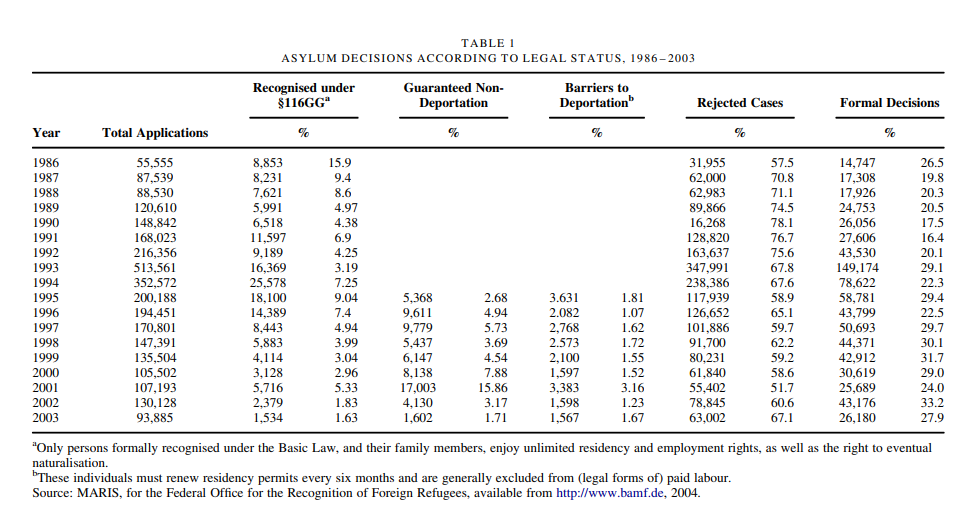 TABLE 1
ASYLUM DECISIONS ACCORDING TO LEGAL STATUS, 1986–2003
Recognised under §116GGa Guaranteed Non-Deportation Barriers to Deportationb Rejected Cases Formal Decisions
Year Total Applications % % % % %
1986 55,555 8,853 15.9 31,955 57.5 14,747 26.5
1987 87,539 8,231 9.4 62,000 70.8 17,308 19.8
1988 88,530 7,621 8.6 62,983 71.1 17,926 20.3
1989 120,610 5,991 4.97 89,866 74.5 24,753 20.5
1990 148,842 6,518 4.38 16,268 78.1 26,056 17.5
1991 168,023 11,597 6.9 128,820 76.7 27,606 16.4
1992 216,356 9,189 4.25 163,637 75.6 43,530 20.1
1993 513,561 16,369 3.19 347,991 67.8 149,174 29.1
1994 352,572 25,578 7.25 238,386 67.6 78,622 22.3
1995 200,188 18,100 9.04 5,368 2.68 3.631 1.81 117,939 58.9 58,781 29.4
1996 194,451 14,389 7.4 9,611 4.94 2.082 1.07 126,652 65.1 43,799 22.5
1997 170,801 8,443 4.94 9,779 5.73 2,768 1.62 101,886 59.7 50,693 29.7
1998 147,391 5,883 3.99 5,437 3.69 2.573 1.72 91,700 62.2 44,371 30.1
1999 135,504 4,114 3.04 6,147 4.54 2,100 1.55 80,231 59.2 42,912 31.7
2000 105,502 3,128 2.96 8,138 7.88 1,597 1.52 61,840 58.6 30,619 29.0
2001 107,193 5,716 5.33 17,003 15.86 3,383 3.16 55,402 51.7 25,689 24.0
2002 130,128 2,379 1.83 4,130 3.17 1,598 1.23 78,845 60.6 43,176 33.2
2003 93,885 1,534 1.63 1,602 1.71 1,567 1.67 63,002 67.1 26,180 27.9
aOnly persons formally recognised under the Basic Law, and their family members, enjoy unlimited residency and employment rights, as well as the right to eventual
naturalisation.
bThese individuals must renew residency permits every six months and are generally excluded from (legal forms of) paid labour.
Source: MARIS, for the Federal Office for the Recognition of Foreign Refugees, available from http://www.bamf.de, 2004.